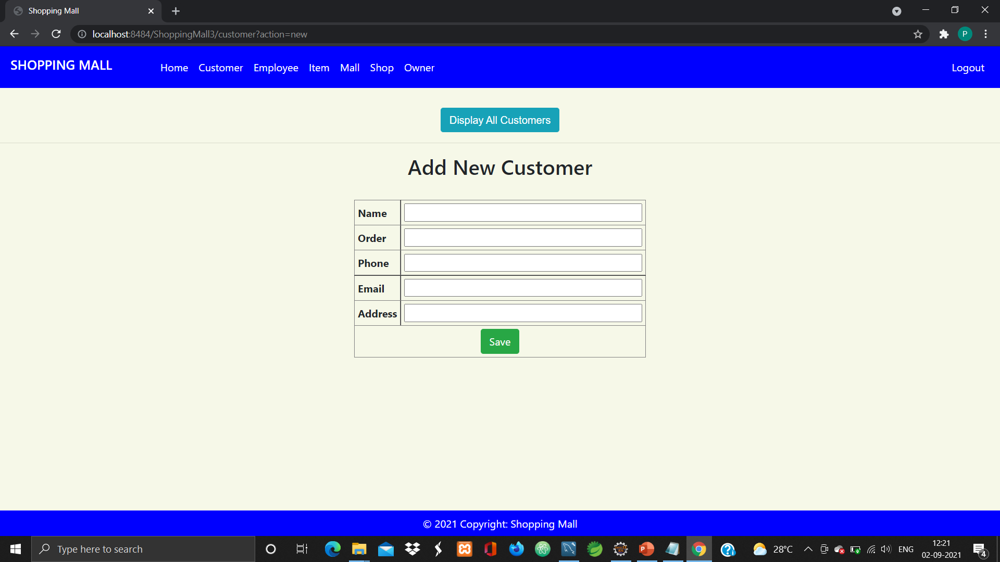 Shopping Mall
localhost:8484/ShoppingMall3/customer?action=new
P
SHOPPING MALL Home Customer Employee Item Mall Shop Owner Logout
Display All Customers
Add New Customer
Name
Order
Phone
Email
Address
Save
© 2021 Copyright: Shopping Mall
Type here to search
28°C
ENG
12:21
02-09-2021
4